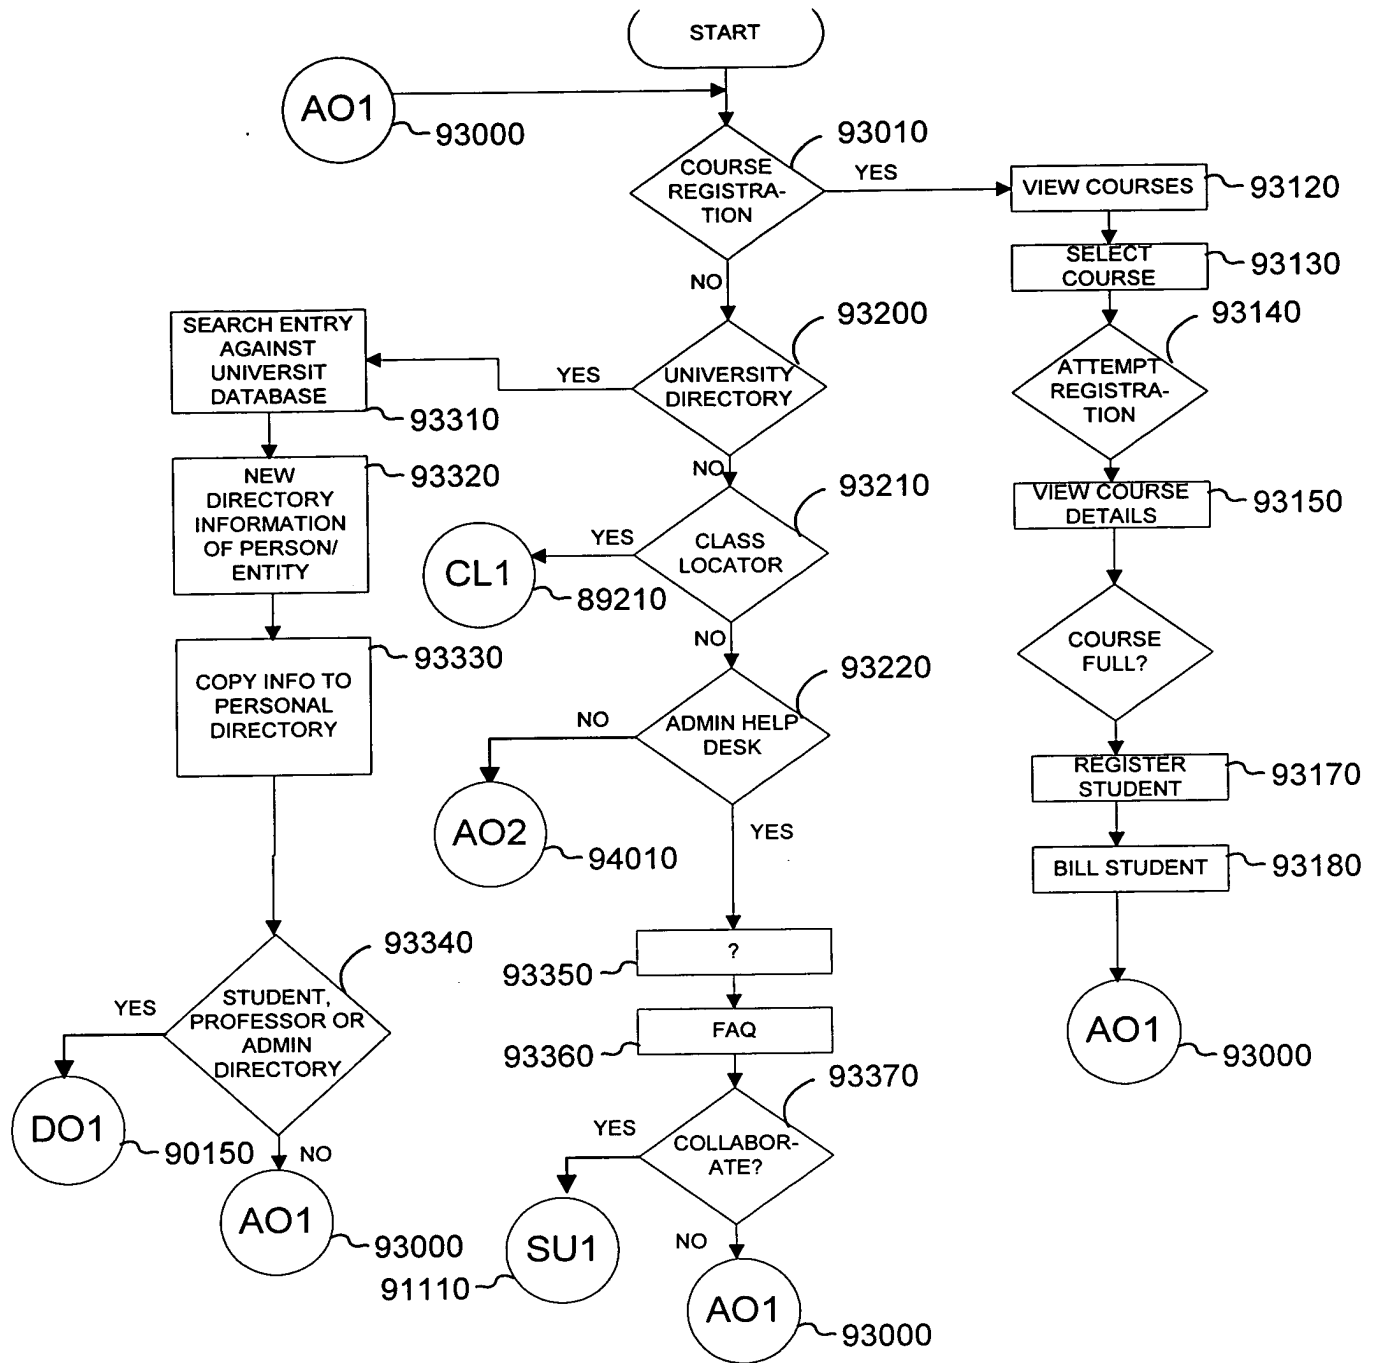 START
AO1
93000
93010
COURSE
REGISTRA-
TION
YES
VIEW COURSES
93120
SELECT
COURSE
93130
NO
93140
ATTEMPT
REGISTRA-
TION
SEARCH ENTRY
AGAINST
UNIVERSIT
DATABASE
93310
YES
93200
UNIVERSITY
DIRECTORY
NO
VIEW COURSE
DETAILS
93150
NEW
DIRECTORY
INFORMATION
OF PERSON/
ENTITY
93320
CL1
89210
YES
93210
CLASS
LOCATOR
NO
COURSE
FULL?
COPY INFO TO
PERSONAL
DIRECTORY
93330
93220
ADMIN HELP
DESK
NO
AO2
94010
YES
REGISTER
STUDENT
93170
BILL STUDENT
93180
AO1
93000
93340
STUDENT,
PROFESSOR OR
ADMIN
DIRECTORY
YES
DO1
90150
NO
AO1
93000
?
93350
FAQ
93360
93370
COLLABOR-
ATE?
YES
SU1
91110
NO
AO1
93000